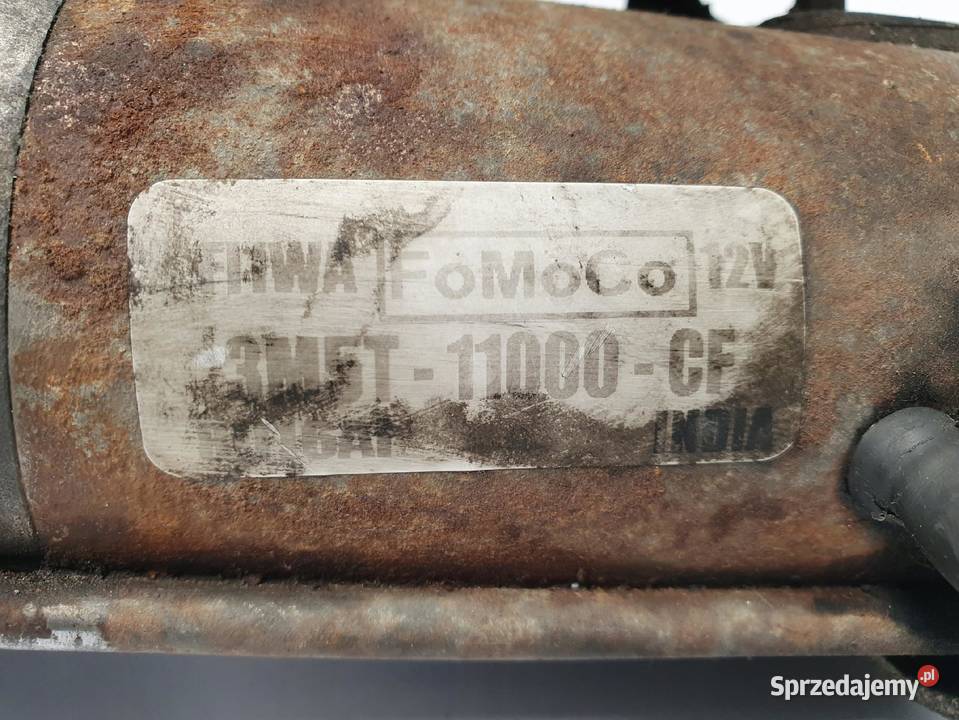 FoMoCo 12V
3M5T-11000-CF
INDIA
Sprzedajemy.pl